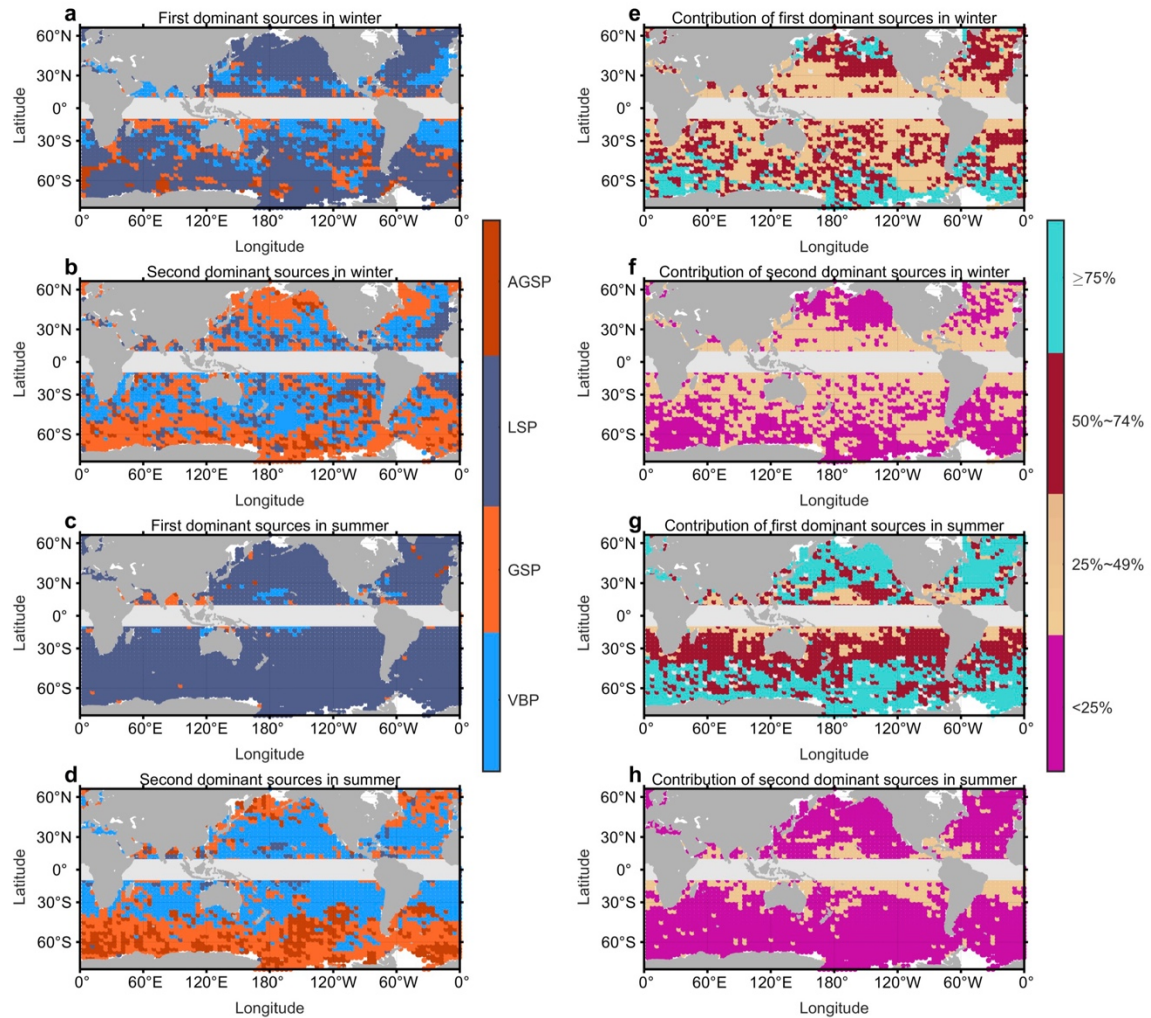 a
First dominant sources in winter
60°N
30°N
0°
30°S
60°S
Latitude
0° 60°E 120°E 180° 120°W 60°W 0°
Longitude
e
Contribution of first dominant sources in winter
60°N
30°N
0°
30°S
60°S
Latitude
0° 60°E 120°E 180° 120°W 60°W 0°
Longitude
b
Second dominant sources in winter
60°N
30°N
0°
30°S
60°S
Latitude
0° 60°E 120°E 180° 120°W 60°W 0°
Longitude
f
Contribution of second dominant sources in winter
60°N
30°N
0°
30°S
60°S
Latitude
0° 60°E 120°E 180° 120°W 60°W 0°
Longitude
c
First dominant sources in summer
60°N
30°N
0°
30°S
60°S
Latitude
0° 60°E 120°E 180° 120°W 60°W 0°
Longitude
g
Contribution of first dominant sources in summer
60°N
30°N
0°
30°S
60°S
Latitude
0° 60°E 120°E 180° 120°W 60°W 0°
Longitude
d
Second dominant sources in summer
60°N
30°N
0°
30°S
60°S
Latitude
0° 60°E 120°E 180° 120°W 60°W 0°
Longitude
h
Contribution of second dominant sources in summer
60°N
30°N
0°
30°S
60°S
Latitude
0° 60°E 120°E 180° 120°W 60°W 0°
Longitude
AGSP
LSP
GSP
VBP
≥75%
50%~74%
25%~49%
<25%